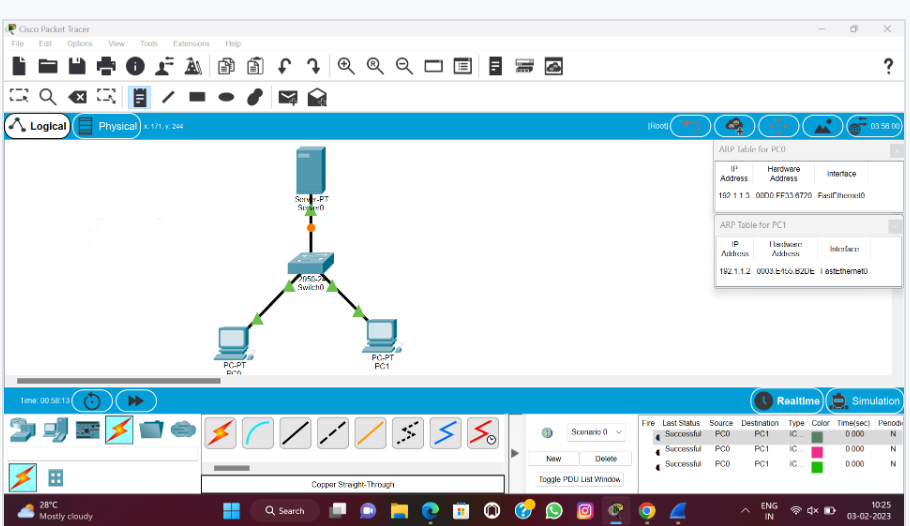 Cisco Packet Tracer
File Edit Options View Tools Extensions Help
?
Logical Physical x: 171, y: 244 [Root] 03:56:00
ARP Table for PC0
IP Address Hardware Address Interface
192.1.1.3 00D0.FF33.6720 FastEthernet0
ARP Table for PC1
IP Address Hardware Address Interface
192.1.1.2 0003.E455.B2DE FastEthernet0
Server-PT
Server0
Switch0
PC-PT
PC0
PC-PT
PC1
Time: 00:58:13 Realtime Simulation
Scenario 0
New Delete
Toggle PDU List Window
Fire Last Status Source Destination Type Color Time(sec) Periodic
Successful PC0 PC1 IC... 0.000 N
Successful PC0 PC1 IC... 0.000 N
Successful PC0 PC1 IC... 0.000 N
Copper Straight-Through
28°C
Mostly cloudy
Search
ENG
IN
10:25
03-02-2023